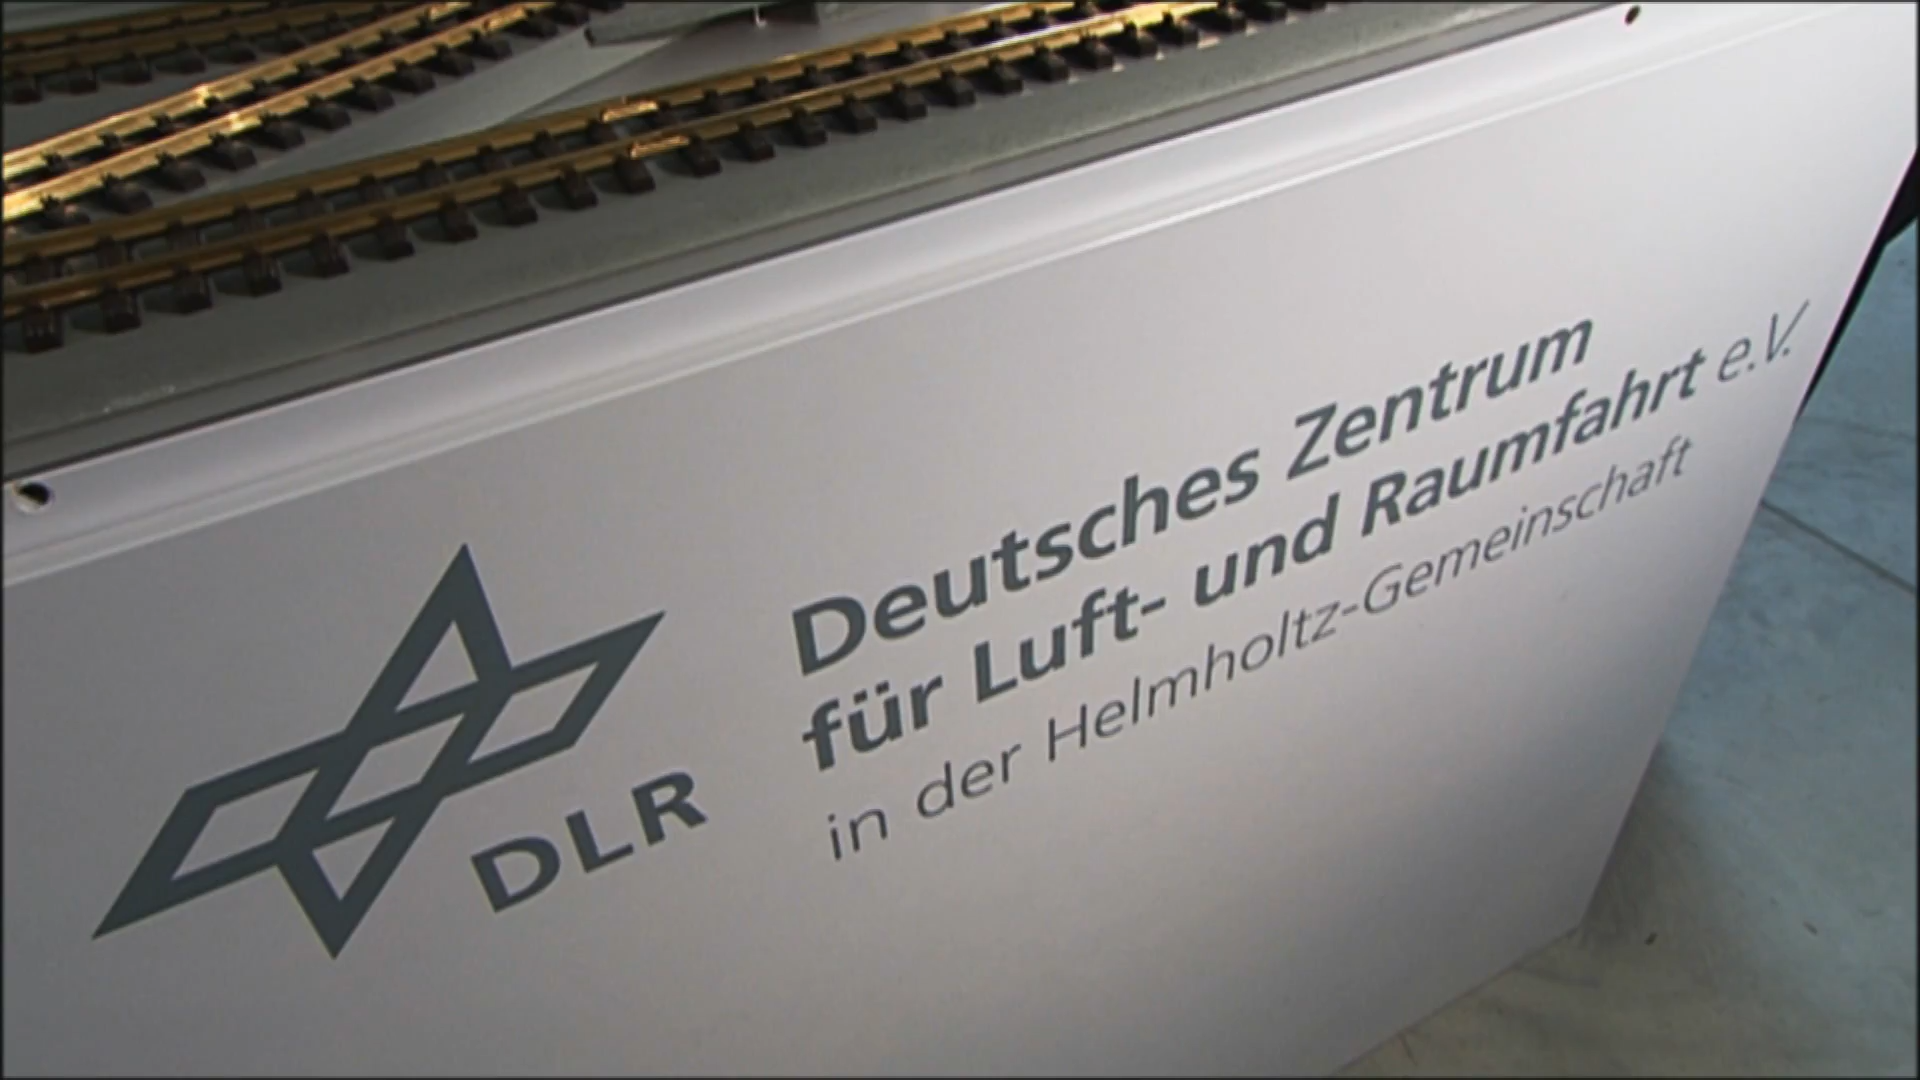 Deutsches Zentrum
für Luft- und Raumfahrt e.V.
in der Helmholtz-Gemeinschaft
DLR